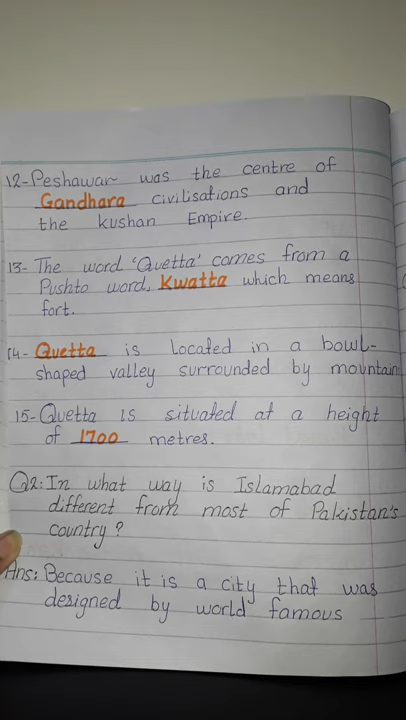 12- Peshawar was the centre of
Gandhara civilisations and
the kushan Empire.
13- The word 'Quetta' comes from a
Pushto word, Kwatta which means
fort.
14- Quetta is located in a bowl-
shaped valley surrounded by mountain
15- Quetta is situated at a height
of 1700 metres.
Q2: In what way is Islamabad
different from most of Pakistan's
country?
Ans: Because it is a city that was
designed by world famous